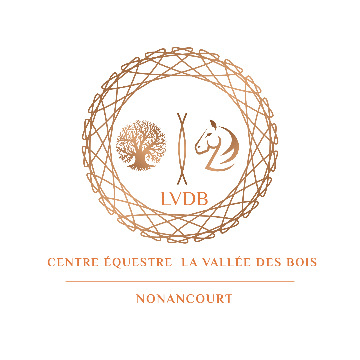 LVDB
CENTRE ÉQUESTRE LA VALLÉE DES BOIS
NONANCOURT